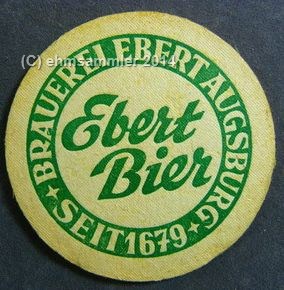 (C) ehmsammler 2014
BRAUEREI EBERT AUGSBURG
Ebert
Bier
SEIT 1679